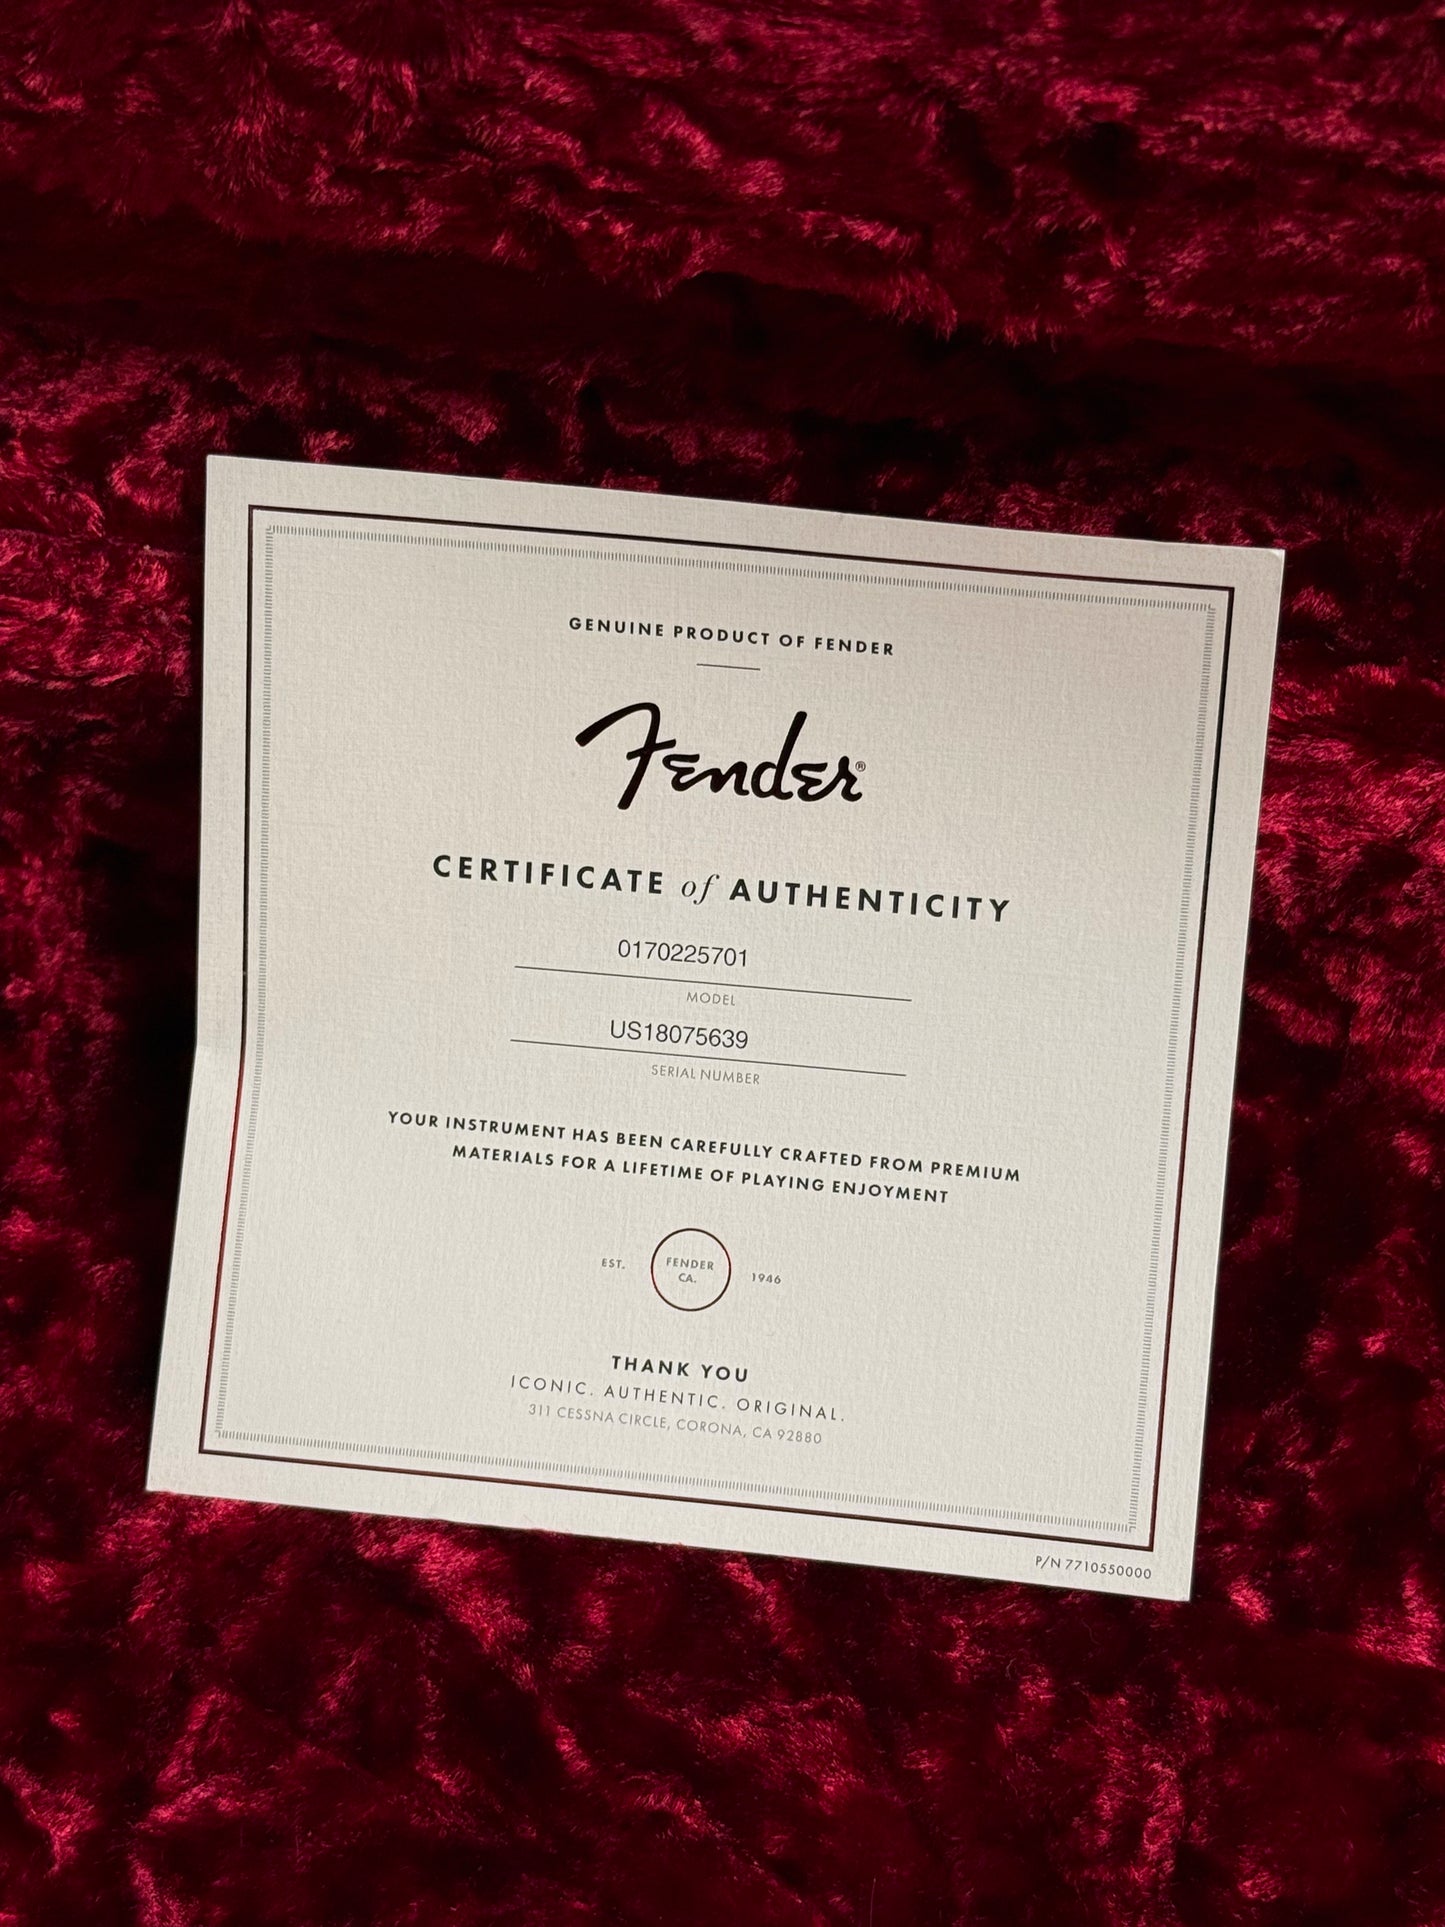 GENUINE PRODUCT OF FENDER
Fender®
CERTIFICATE of AUTHENTICITY
0170225701
MODEL
US18075639
SERIAL NUMBER
YOUR INSTRUMENT HAS BEEN CAREFULLY CRAFTED FROM PREMIUM
MATERIALS FOR A LIFETIME OF PLAYING ENJOYMENT
EST. FENDER CA. 1946
THANK YOU
ICONIC. AUTHENTIC. ORIGINAL.
311 CESSNA CIRCLE, CORONA, CA 92880
P/N 7710550000